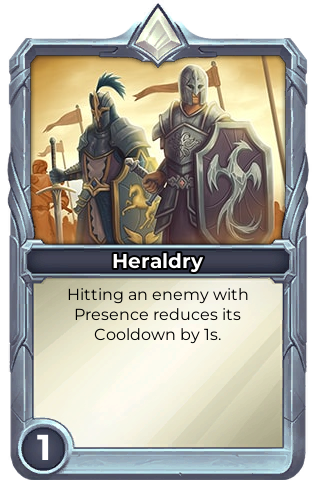 Heraldry
Hitting an enemy with
Presence reduces its
Cooldown by 1s.
1